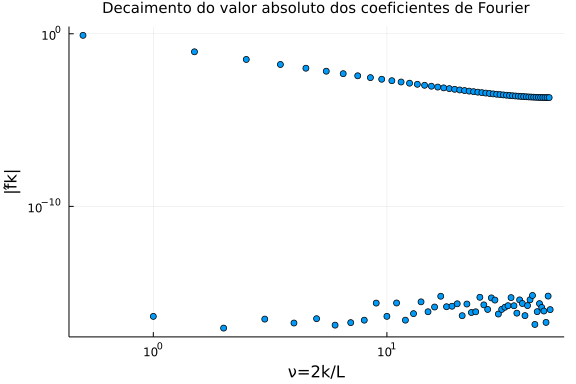 Decaimento do valor absoluto dos coeficientes de Fourier
10⁰
|f̂k|
10⁻¹⁰
10⁰ 10¹
ν=2k/L